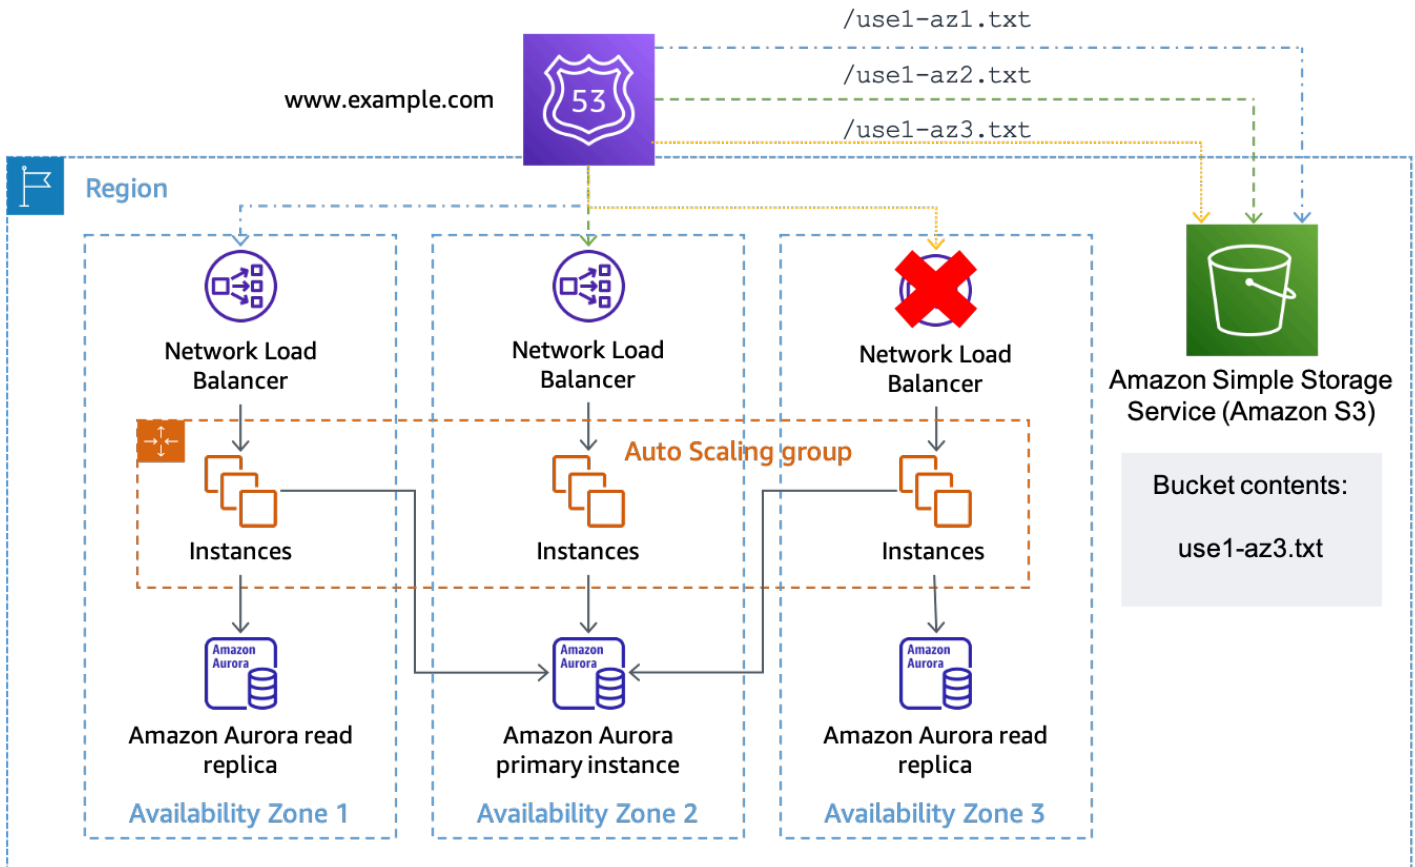 /use1-az1.txt
/use1-az2.txt
/use1-az3.txt
www.example.com
53
Region
Network Load
Balancer
Network Load
Balancer
Network Load
Balancer
Amazon Simple Storage
Service (Amazon S3)
Auto Scaling group
Bucket contents:
use1-az3.txt
Instances
Instances
Instances
Amazon
Aurora
Amazon
Aurora
Amazon
Aurora
Amazon Aurora read
replica
Amazon Aurora
primary instance
Amazon Aurora read
replica
Availability Zone 1
Availability Zone 2
Availability Zone 3